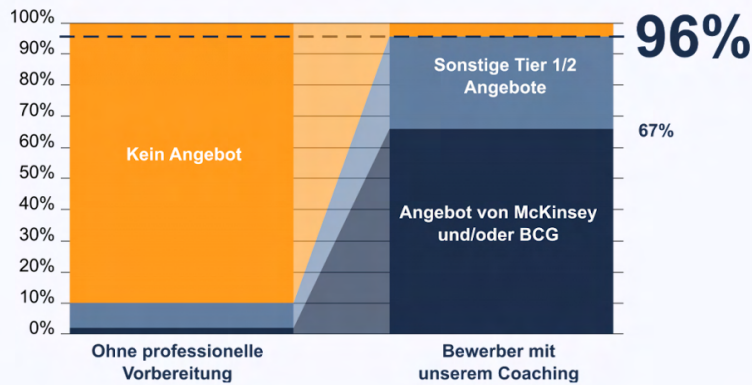 100%
90%
80%
70%
60%
50%
40%
30%
20%
10%
0%
Kein Angebot
Sonstige Tier 1/2
Angebote
Angebot von McKinsey
und/oder BCG
96%
67%
Ohne professionelle
Vorbereitung
Bewerber mit
unserem Coaching